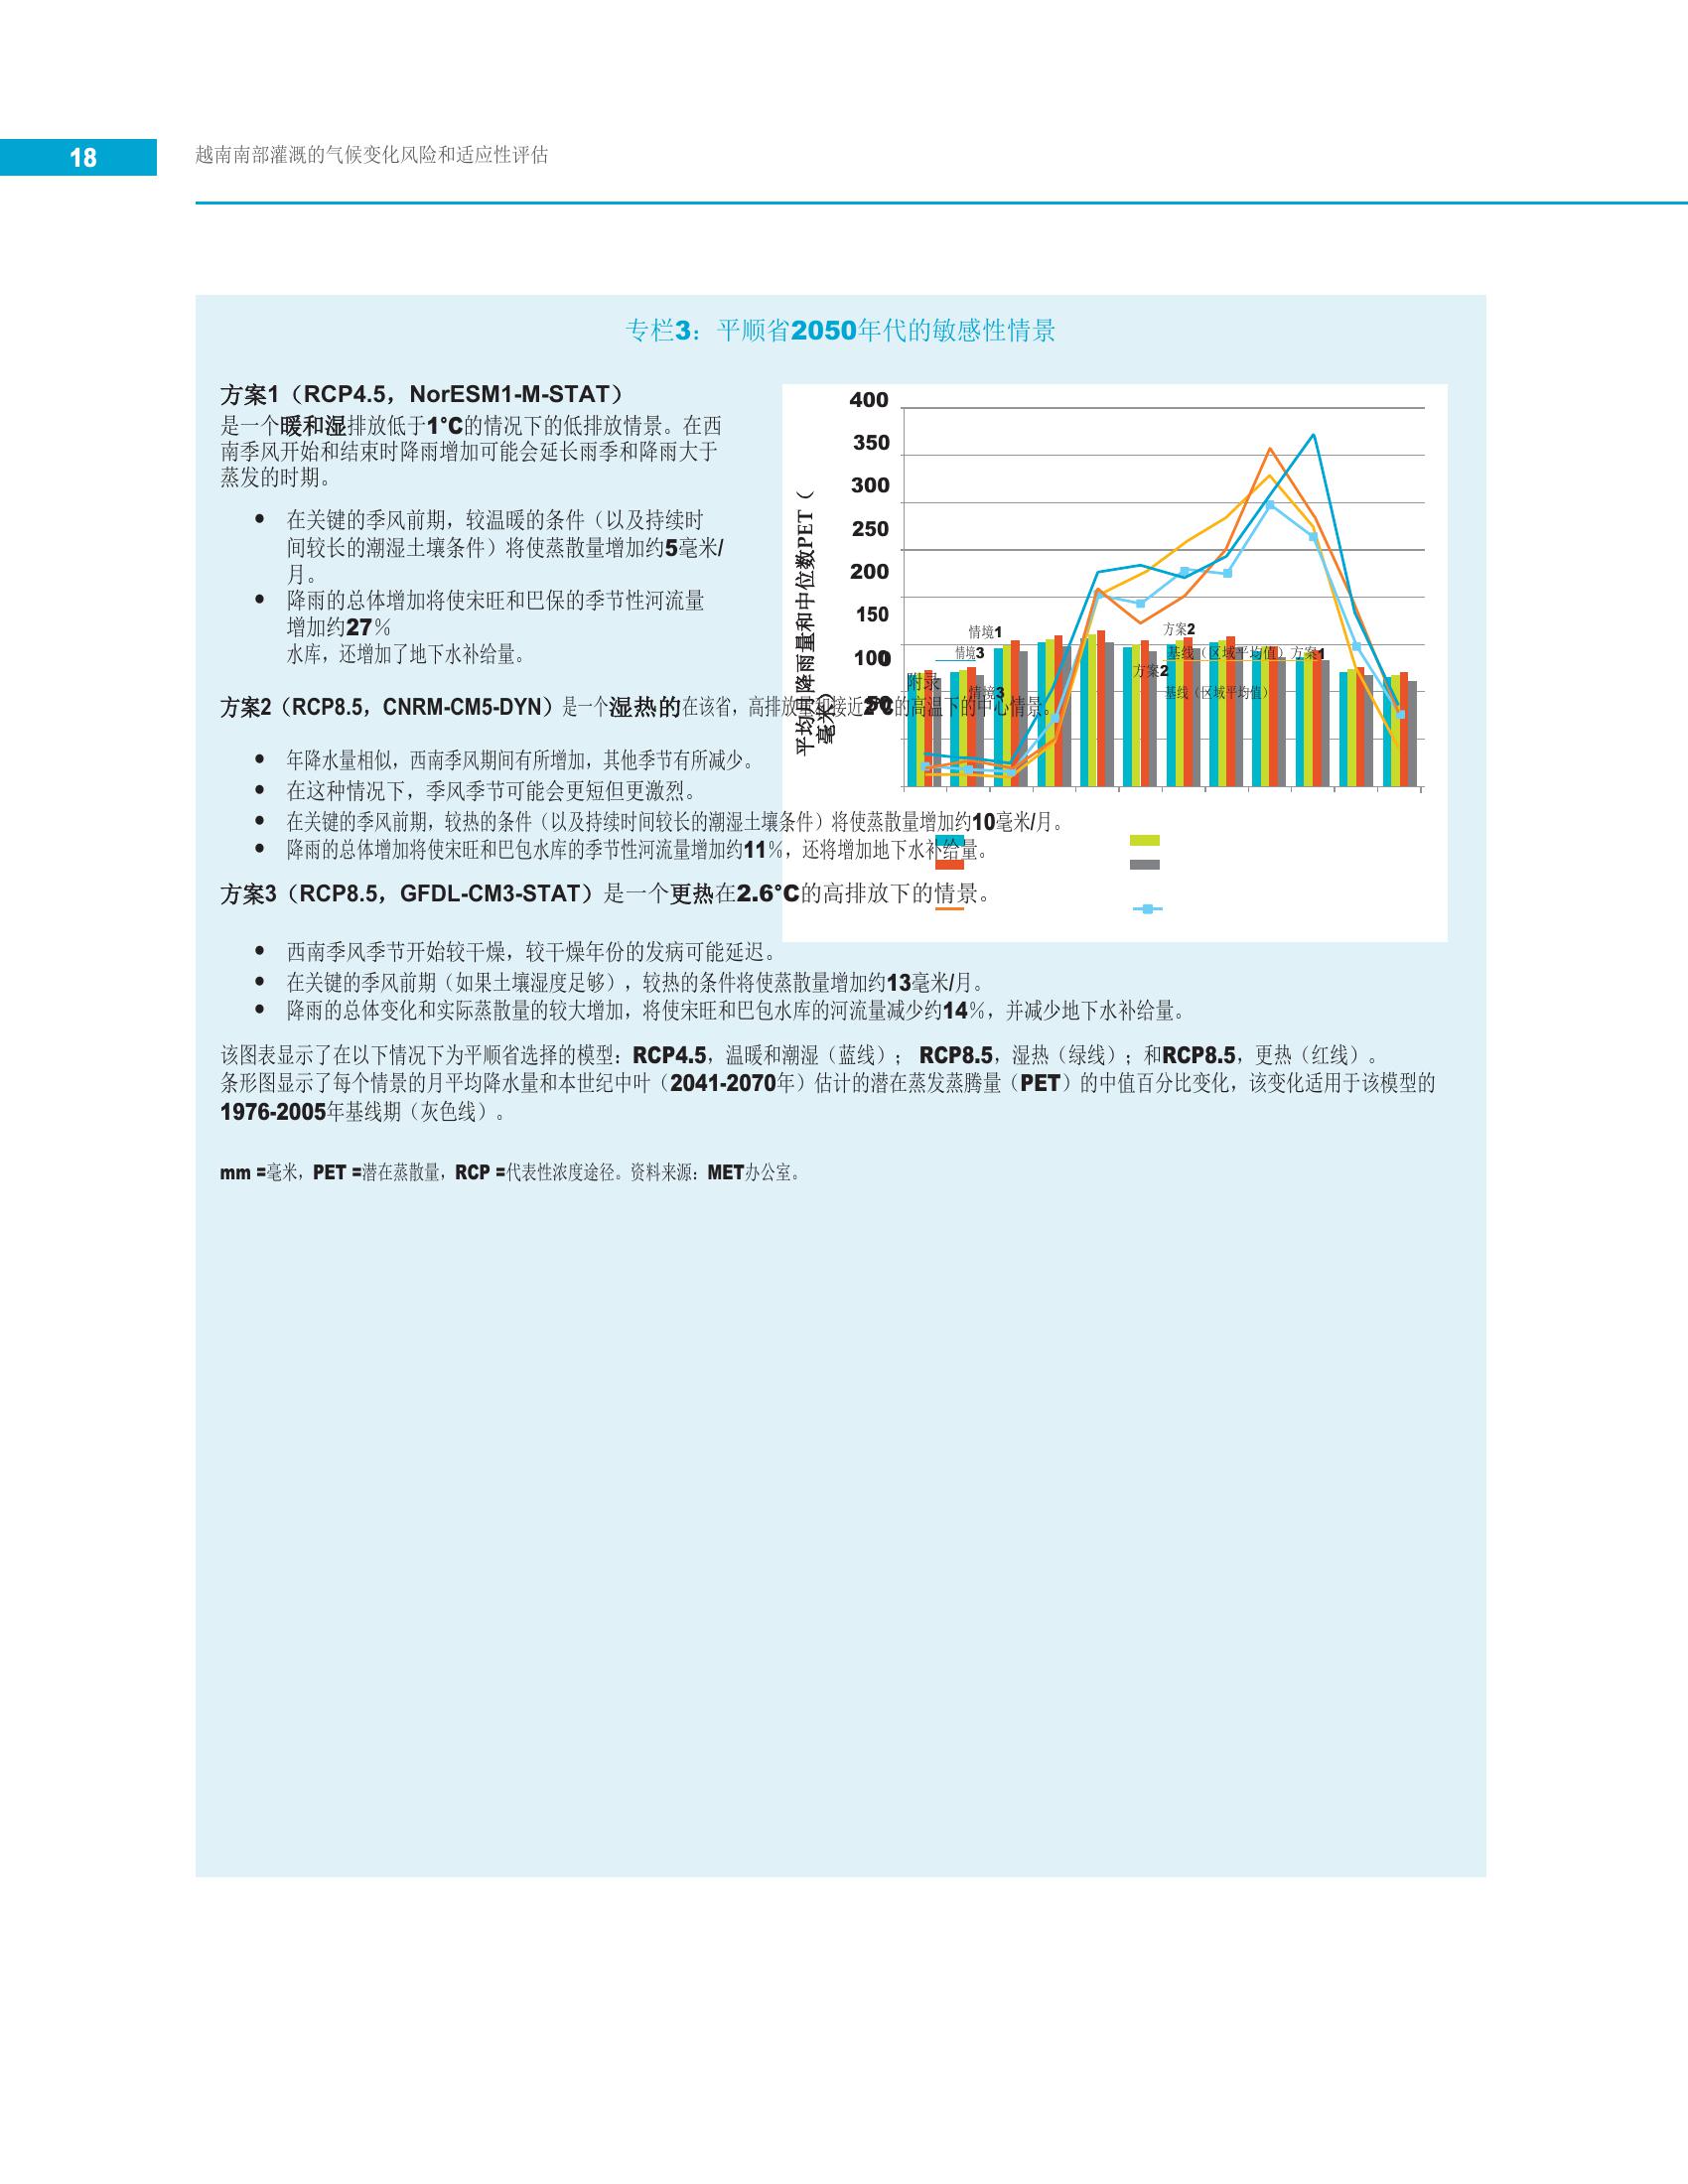 18
越南南部灌溉的气候变化风险和适应性评估
专栏3：平顺省2050年代的敏感性情景
方案1（RCP4.5，NorESM1-M-STAT）
是一个暖和湿排放低于1°C的情况下的低排放情景。在西
南季风开始和结束时降雨增加可能会延长雨季和降雨大于
蒸发的时期。
• 在关键的季风前期，较温暖的条件（以及持续时
间较长的潮湿土壤条件）将使蒸散量增加约5毫米/
月。
• 降雨的总体增加将使宋旺和巴保的季节性河流量
增加约27％
水库，还增加了地下水补给量。
平均月降雨量和中位数PET（
毫米）
400
350
300
250
200
150
100
0
50
情境1
方案2
情境3
基线（区域平均值）方案1
方案2
附录
情境3
基线（区域平均值）
方案2（RCP8.5，CNRM-CM5-DYN）是一个湿热的在该省，高排放量和接近2°C的高温下的中心情景。
• 年降水量相似，西南季风期间有所增加，其他季节有所减少。
• 在这种情况下，季风季节可能会更短但更激烈。
• 在关键的季风前期，较热的条件（以及持续时间较长的潮湿土壤条件）将使蒸散量增加约10毫米/月。
• 降雨的总体增加将使宋旺和巴包水库的季节性河流量增加约11％，还将增加地下水补给量。
方案3（RCP8.5，GFDL-CM3-STAT）是一个更热在2.6°C的高排放下的情景。
• 西南季风季节开始较干燥，较干燥年份的发病可能延迟。
• 在关键的季风前期（如果土壤湿度足够），较热的条件将使蒸散量增加约13毫米/月。
• 降雨的总体变化和实际蒸散量的较大增加，将使宋旺和巴包水库的河流量减少约14％，并减少地下水补给量。
该图表显示了在以下情况下为平顺省选择的模型：RCP4.5，温暖和潮湿（蓝线）； RCP8.5，湿热（绿线）；和RCP8.5，更热（红线）。
条形图显示了每个情景的月平均降水量和本世纪中叶（2041-2070年）估计的潜在蒸发蒸腾量（PET）的中值百分比变化，该变化适用于该模型的
1976-2005年基线期（灰色线）。
mm =毫米，PET =潜在蒸散量，RCP =代表性浓度途径。资料来源：MET办公室。